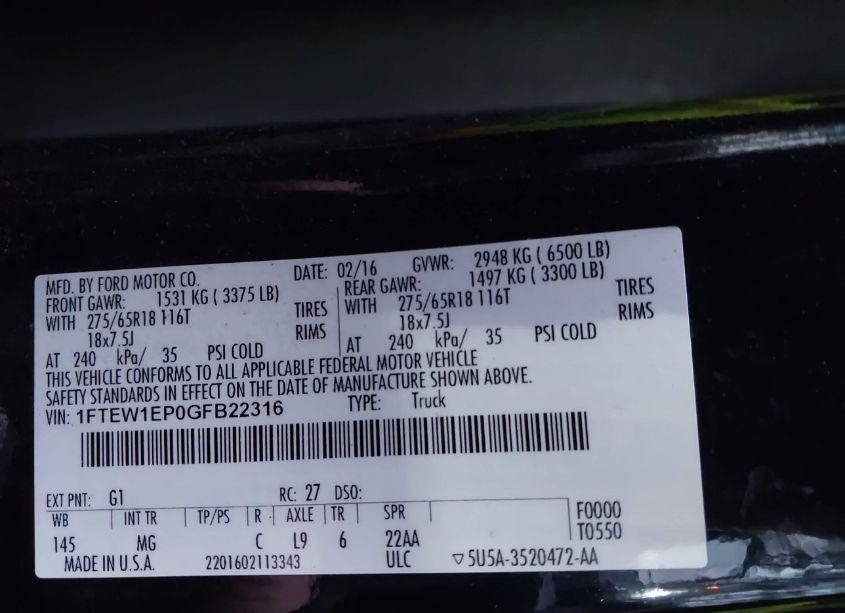 MFD. BY FORD MOTOR CO. DATE: 02/16 GVWR: 2948 KG ( 6500 LB)
FRONT GAWR: 1531 KG ( 3375 LB) REAR GAWR: 1497 KG ( 3300 LB)
WITH 275/65R18 116T TIRES WITH 275/65R18 116T TIRES
18x7.5J RIMS 18x7.5J RIMS
AT 240 kPa/ 35 PSI COLD AT 240 kPa/ 35 PSI COLD
THIS VEHICLE CONFORMS TO ALL APPLICABLE FEDERAL MOTOR VEHICLE
SAFETY STANDARDS IN EFFECT ON THE DATE OF MANUFACTURE SHOWN ABOVE.
VIN: 1FTEW1EP0GFB22316 TYPE: Truck
EXT PNT: G1 RC: 27 DSO:
WB INT TR TP/PS R AXLE TR SPR F0000
145 MG C L9 6 22AA T0550
MADE IN U.S.A. 2201602113343 ULC ▽5U5A-3520472-AA